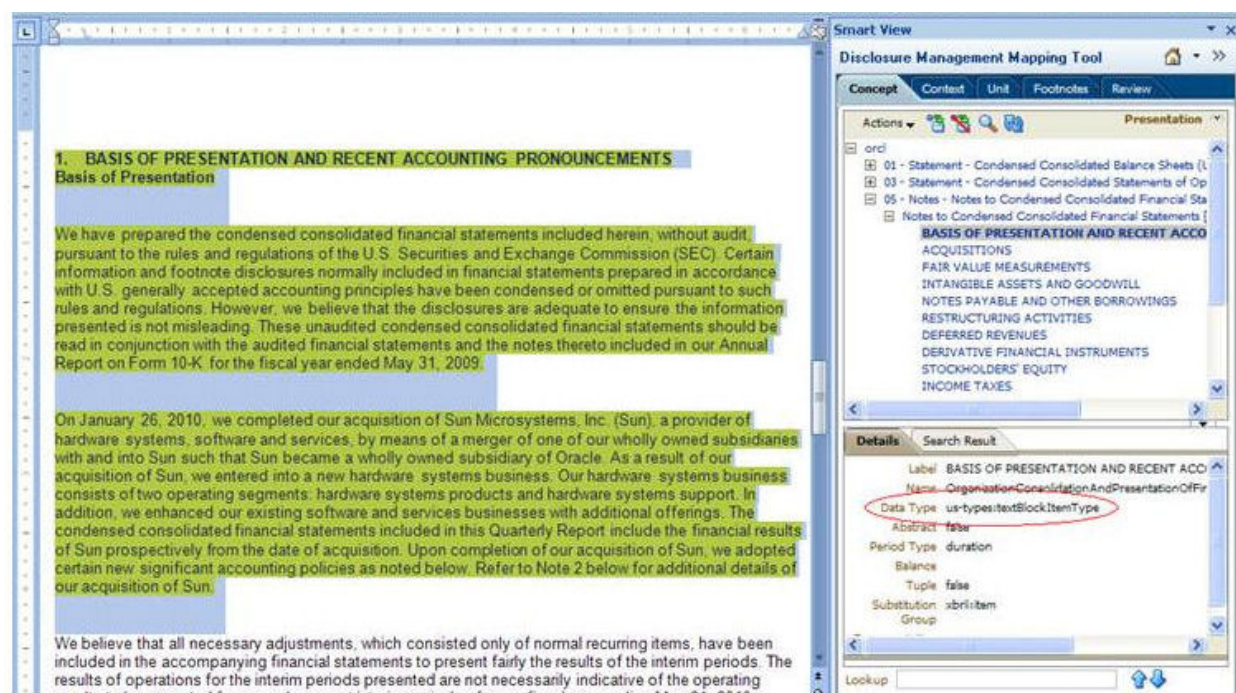 1. BASIS OF PRESENTATION AND RECENT ACCOUNTING PRONOUNCEMENTS
Basis of Presentation
We have prepared the condensed consolidated financial statements included herein, without audit,
pursuant to the rules and regulations of the U.S. Securities and Exchange Commission (SEC). Certain
information and footnote disclosures normally included in financial statements prepared in accordance
with U.S. generally accepted accounting principles have been condensed or omitted pursuant to such
rules and regulations. However, we believe that the disclosures are adequate to ensure the information
presented is not misleading. These unaudited condensed consolidated financial statements should be
read in conjunction with the audited financial statements and the notes thereto included in our Annual
Report on Form 10-K for the fiscal year ended May 31, 2009.
On January 26, 2010, we completed our acquisition of Sun Microsystems, Inc. (Sun), a provider of
hardware systems, software and services, by means of a merger of one of our wholly owned subsidiaries
with and into Sun such that Sun became a wholly owned subsidiary of Oracle. As a result of our
acquisition of Sun, we entered into a new hardware systems business. Our hardware systems business
consists of two operating segments: hardware systems products and hardware systems support. In
addition, we enhanced our existing software and services businesses with additional offerings. The
condensed consolidated financial statements included in this Quarterly Report include the financial results
of Sun prospectively from the date of acquisition. Upon completion of our acquisition of Sun, we adopted
certain new significant accounting policies as noted below. Refer to Note 2 below for additional details of
our acquisition of Sun.
We believe that all necessary adjustments, which consisted only of normal recurring items, have been
included in the accompanying financial statements to present fairly the results of the interim periods. The
results of operations for the interim periods presented are not necessarily indicative of the operating
Smart View
Disclosure Management Mapping Tool
Concept Context Unit Footnotes Review
Actions Presentation
orcl
01 - Statement - Condensed Consolidated Balance Sheets (U
03 - Statement - Condensed Consolidated Statements of Op
05 - Notes - Notes to Condensed Consolidated Financial Sta
Notes to Condensed Consolidated Financial Statements [
BASIS OF PRESENTATION AND RECENT ACCO
ACQUISITIONS
FAIR VALUE MEASUREMENTS
INTANGIBLE ASSETS AND GOODWILL
NOTES PAYABLE AND OTHER BORROWINGS
RESTRUCTURING ACTIVITIES
DEFERRED REVENUES
DERIVATIVE FINANCIAL INSTRUMENTS
STOCKHOLDERS' EQUITY
INCOME TAXES
Details Search Result
Label BASIS OF PRESENTATION AND RECENT ACCO
Name OrganizationConsolidationAndPresentationOfFir
Data Type us-types:textBlockItemType
Abstract false
Period Type duration
Balance
Tuple false
Substitution Group xbrli:item
Lookup